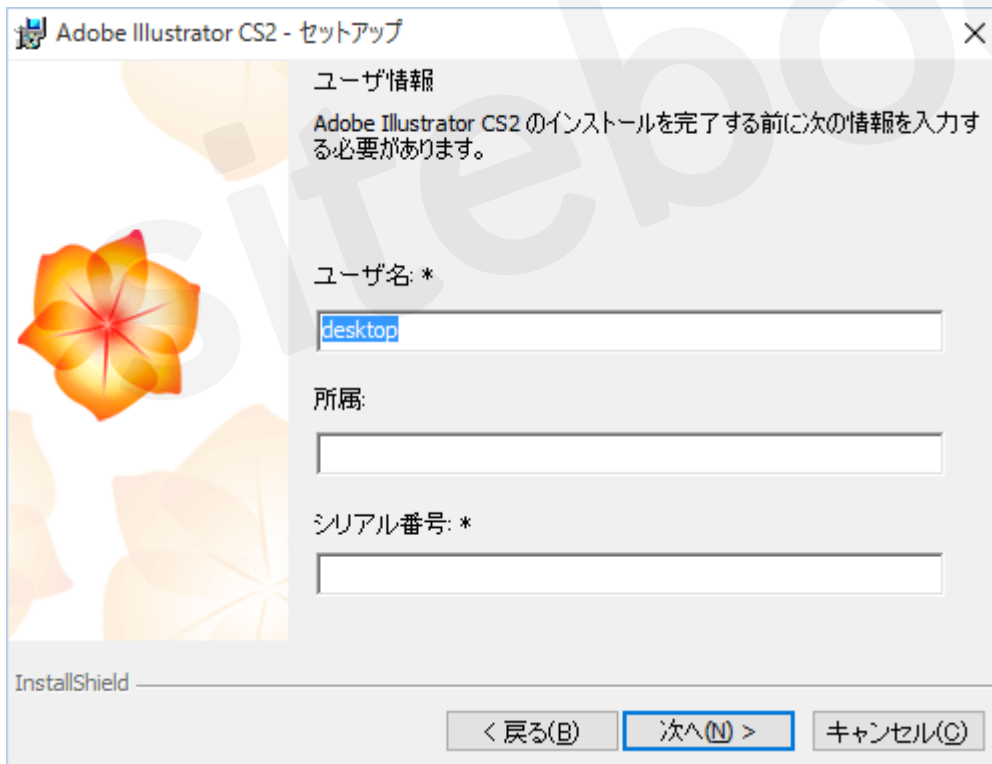 Adobe Illustrator CS2 - セットアップ
ユーザ情報
Adobe Illustrator CS2 のインストールを完了する前に次の情報を入力す
る必要があります。
ユーザ名: *
desktop
所属:
シリアル番号: *
InstallShield
< 戻る(B)
次へ(N) >
キャンセル(C)
sitebo